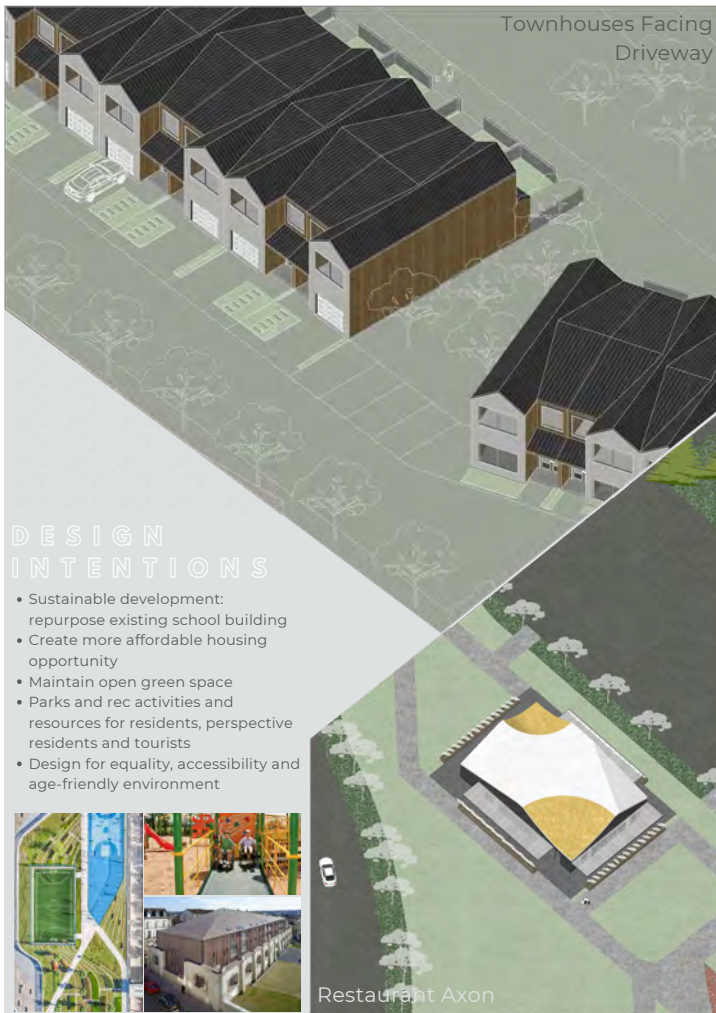 Townhouses Facing
Driveway
DESIGN
INTENTIONS
• Sustainable development:
repurpose existing school building
• Create more affordable housing
opportunity
• Maintain open green space
• Parks and rec activities and
resources for residents, perspective
residents and tourists
• Design for equality, accessibility and
age-friendly environment
Restaurant Axon